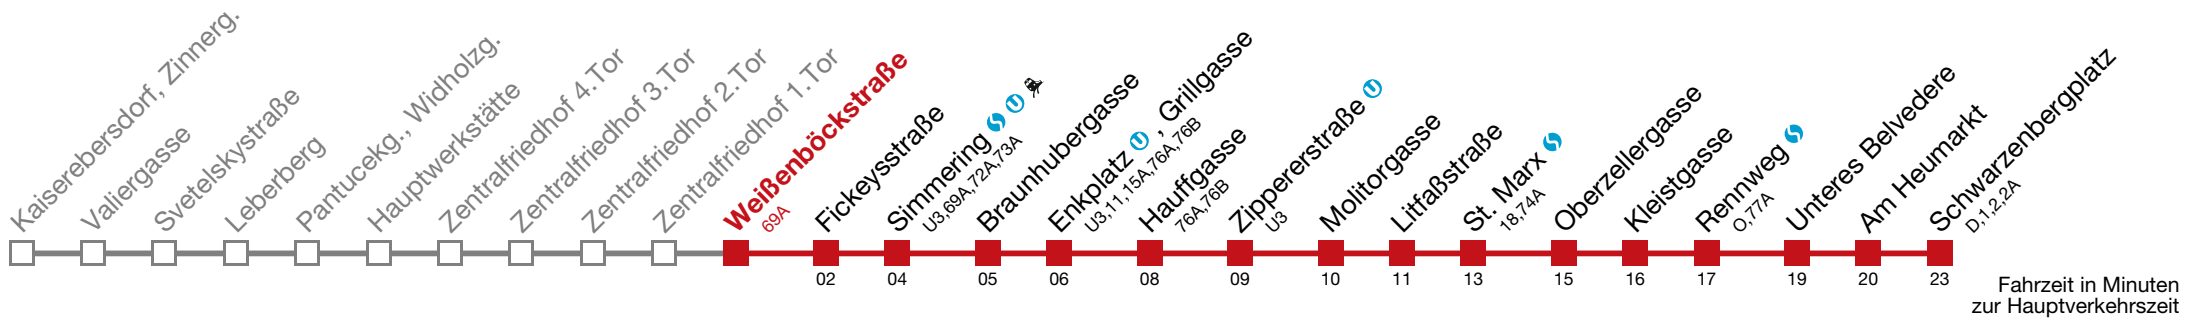 Kaiserebersdorf, Zinnerg.
Valiergasse
Svetelskystraße
Leberberg
Pantucekg., Widholzg.
Hauptwerkstätte
Zentralfriedhof 4.Tor
Zentralfriedhof 3.Tor
Zentralfriedhof 2.Tor
Zentralfriedhof 1.Tor
Weißenböckstraße
69A
Fickeysstraße
02
Simmering S U
U3,69A,72A,73A
04
Braunhubergasse
05
Enkplatz U , Grillgasse
U3,11,15A,76A,76B
06
Hauffgasse
76A,76B
08
Zippererstraße U
U3
09
Molitorgasse
10
Litfaßstraße
11
St. Marx S
18,74A
13
Oberzellergasse
15
Kleistgasse
16
Rennweg S
O,77A
17
Unteres Belvedere
19
Am Heumarkt
20
Schwarzenbergplatz
D,1,2,2A
23
Fahrzeit in Minuten
zur Hauptverkehrszeit